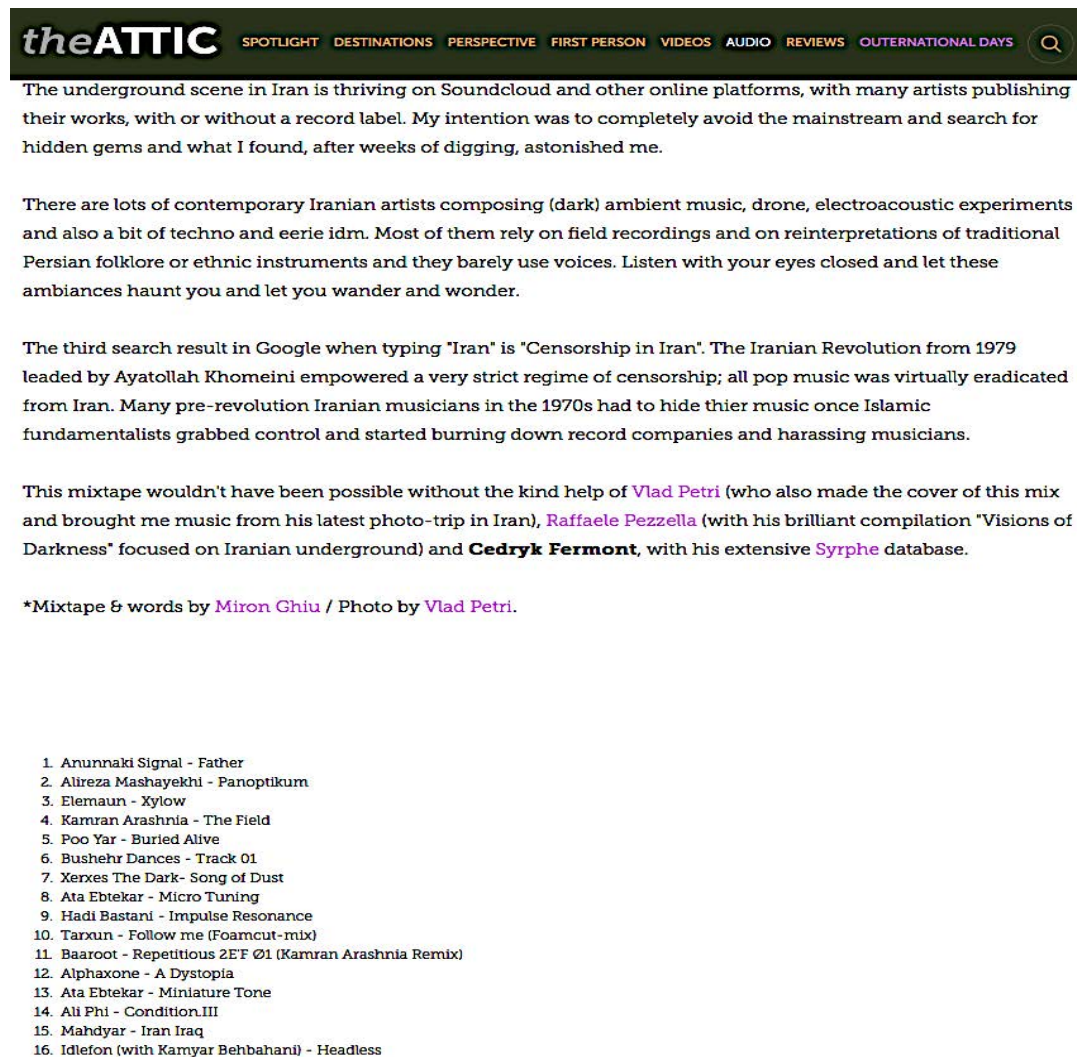 theATTIC SPOTLIGHT DESTINATIONS PERSPECTIVE FIRST PERSON VIDEOS AUDIO REVIEWS OUTERNATIONAL DAYS
The underground scene in Iran is thriving on Soundcloud and other online platforms, with many artists publishing
their works, with or without a record label. My intention was to completely avoid the mainstream and search for
hidden gems and what I found, after weeks of digging, astonished me.
There are lots of contemporary Iranian artists composing (dark) ambient music, drone, electroacoustic experiments
and also a bit of techno and eerie idm. Most of them rely on field recordings and on reinterpretations of traditional
Persian folklore or ethnic instruments and they barely use voices. Listen with your eyes closed and let these
ambiances haunt you and let you wander and wonder.
The third search result in Google when typing "Iran" is "Censorship in Iran". The Iranian Revolution from 1979
leaded by Ayatollah Khomeini empowered a very strict regime of censorship; all pop music was virtually eradicated
from Iran. Many pre-revolution Iranian musicians in the 1970s had to hide thier music once Islamic
fundamentalists grabbed control and started burning down record companies and harassing musicians.
This mixtape wouldn't have been possible without the kind help of Vlad Petri (who also made the cover of this mix
and brought me music from his latest photo-trip in Iran), Raffaele Pezzella (with his brilliant compilation "Visions of
Darkness" focused on Iranian underground) and Cedryk Fermont, with his extensive Syrphe database.
*Mixtape & words by Miron Ghiu / Photo by Vlad Petri.
1. Anunnaki Signal - Father
2. Alireza Mashayekhi - Panoptikum
3. Elemaun - Xylow
4. Kamran Arashnia - The Field
5. Poo Yar - Buried Alive
6. Bushehr Dances - Track 01
7. Xerxes The Dark- Song of Dust
8. Ata Ebtekar - Micro Tuning
9. Hadi Bastani - Impulse Resonance
10. Tarxun - Follow me (Foamcut-mix)
11. Baaroot - Repetitious 2E'F Ø1 (Kamran Arashnia Remix)
12. Alphaxone - A Dystopia
13. Ata Ebtekar - Miniature Tone
14. Ali Phi - Condition.III
15. Mahdyar - Iran Iraq
16. Idlefon (with Kamyar Behbahani) - Headless